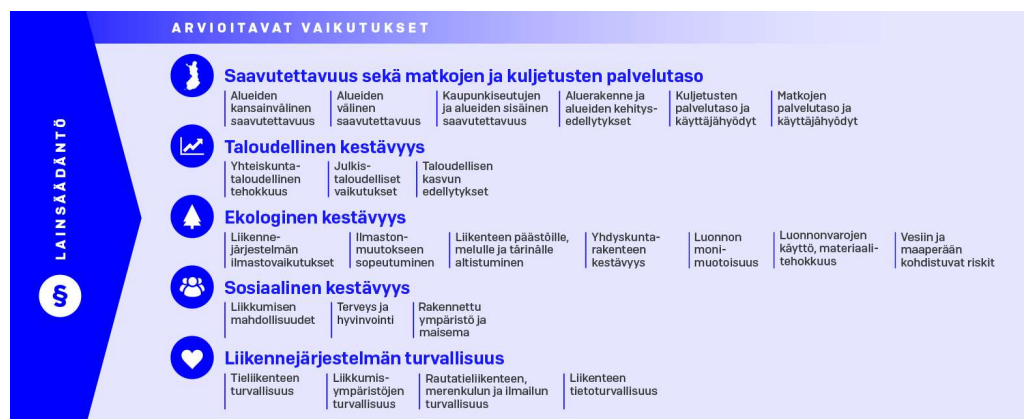 ARVIOITAVAT VAIKUTUKSET
LAINSÄÄDÄNTÖ
§
Saavutettavuus sekä matkojen ja kuljetusten palvelutaso
Alueiden
kansainvälinen
saavutettavuus
Alueiden
välinen
saavutettavuus
Kaupunkiseutujen
ja alueiden sisäinen
saavutettavuus
Aluerakenne ja
alueiden kehitys-
edellytykset
Kuljetusten
palvelutaso ja
käyttäjähyödyt
Matkojen
palvelutaso ja
käyttäjähyödyt
Taloudellinen kestävyys
Yhteiskunta-
taloudellinen
tehokkuus
Julkis-
taloudelliset
vaikutukset
Taloudellisen
kasvun
edellytykset
Ekologinen kestävyys
Liikenne-
järjestelmän
ilmastovaikutukset
Ilmaston-
muutokseen
sopeutuminen
Liikenteen päästöille,
melulle ja tärinälle
altistuminen
Yhdyskunta-
rakenteen
kestävyys
Luonnon
moni-
muotoisuus
Luonnonvarojen
käyttö, materiaali-
tehokkuus
Vesiin ja
maeperään
kohdistuvat riskit
Sosiaalinen kestävyys
Liikkumisen
mahdollisuudet
Terveys ja
hyvinvointi
Rakennettu
ympäristö ja
maisema
Liikennejärjestelmän turvallisuus
Tieliikenteen
turvallisuus
Liikkumis-
ympäristöjen
turvallisuus
Rautatieliikenteen,
merenkulun ja ilmailun
turvallisuus
Liikenteen
tietoturvallisuus